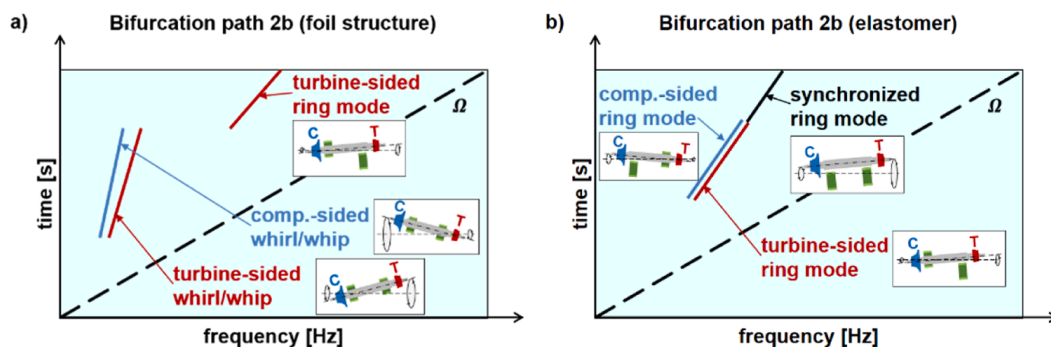 a) Bifurcation path 2b (foil structure)
turbine-sided
ring mode
Ω
C
T
comp.-sided
whirl/whip
C
T
turbine-sided
whirl/whip
C
T
time [s]
frequency [Hz]
b) Bifurcation path 2b (elastomer)
comp.-sided
ring mode
synchronized
ring mode
Ω
C
T
C
T
turbine-sided
ring mode
C
T
time [s]
frequency [Hz]